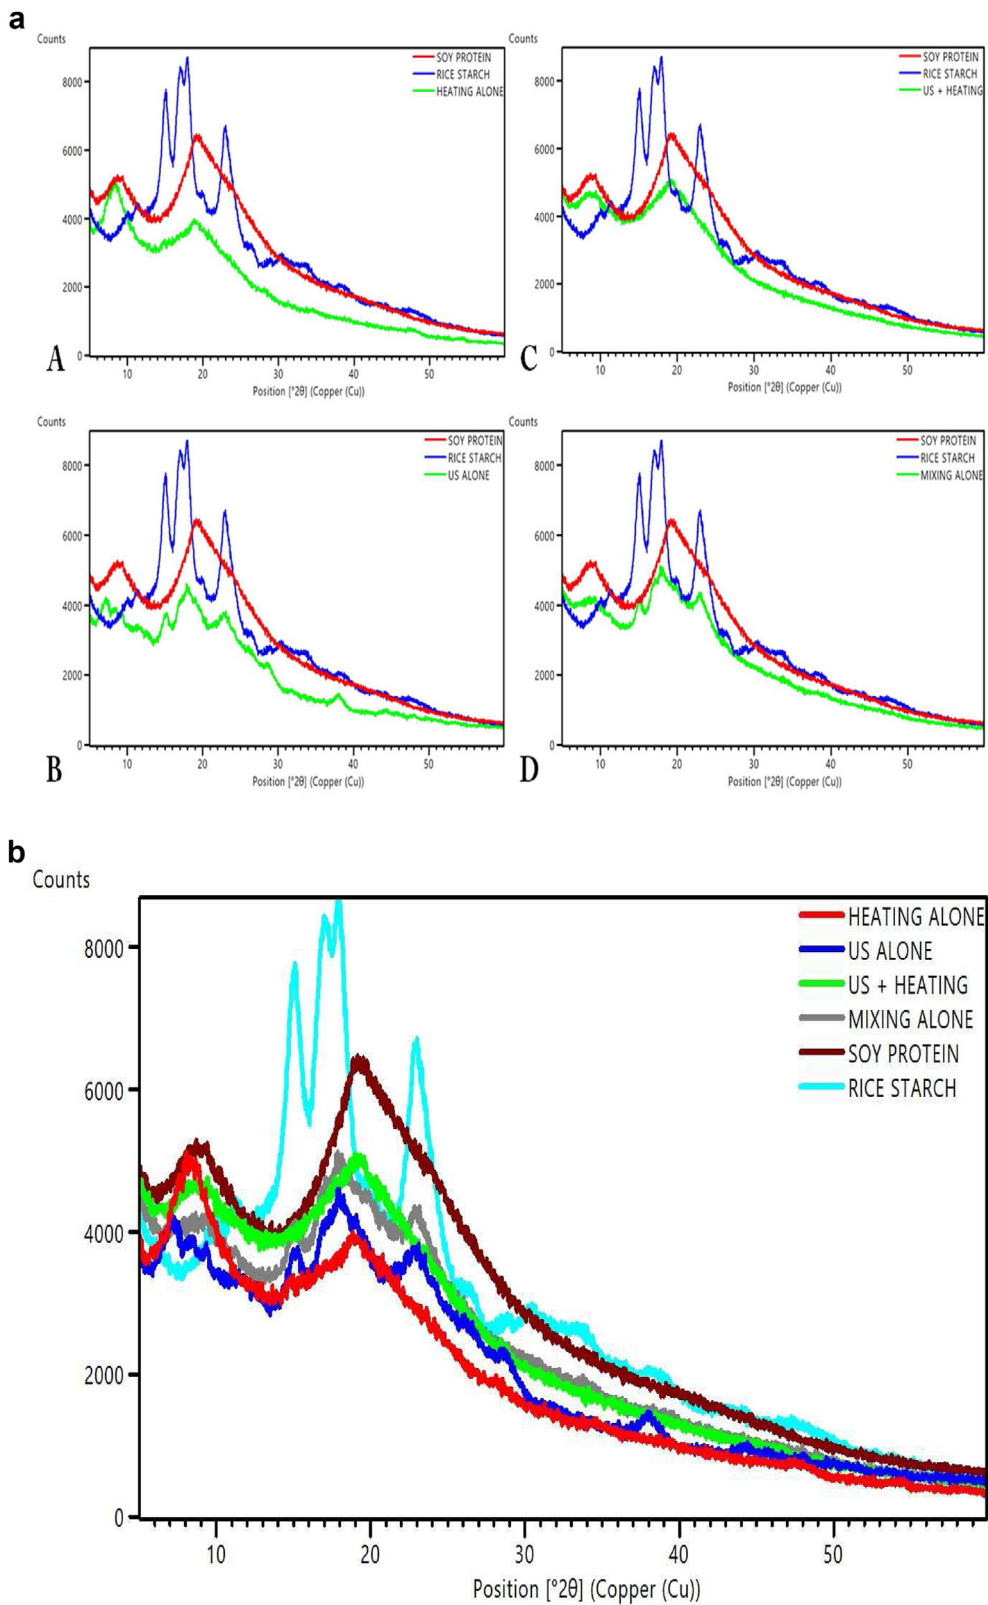 a
Counts
SOY PROTEIN
RICE STARCH
HEATING ALONE
8000
6000
4000
2000
0
10 20 30 40 50
Position [°2θ] (Copper (Cu))
A
Counts
SOY PROTEIN
RICE STARCH
US + HEATING
8000
6000
4000
2000
0
10 20 30 40 50
Position [°2θ] (Copper (Cu))
C
Counts
SOY PROTEIN
RICE STARCH
US ALONE
8000
6000
4000
2000
0
10 20 30 40 50
Position [°2θ] (Copper (Cu))
B
Counts
SOY PROTEIN
RICE STARCH
MIXING ALONE
8000
6000
4000
2000
0
10 20 30 40 50
Position [°2θ] (Copper (Cu))
D
b
Counts
HEATING ALONE
US ALONE
US + HEATING
MIXING ALONE
SOY PROTEIN
RICE STARCH
8000
6000
4000
2000
0
10 20 30 40 50
Position [°2θ] (Copper (Cu))